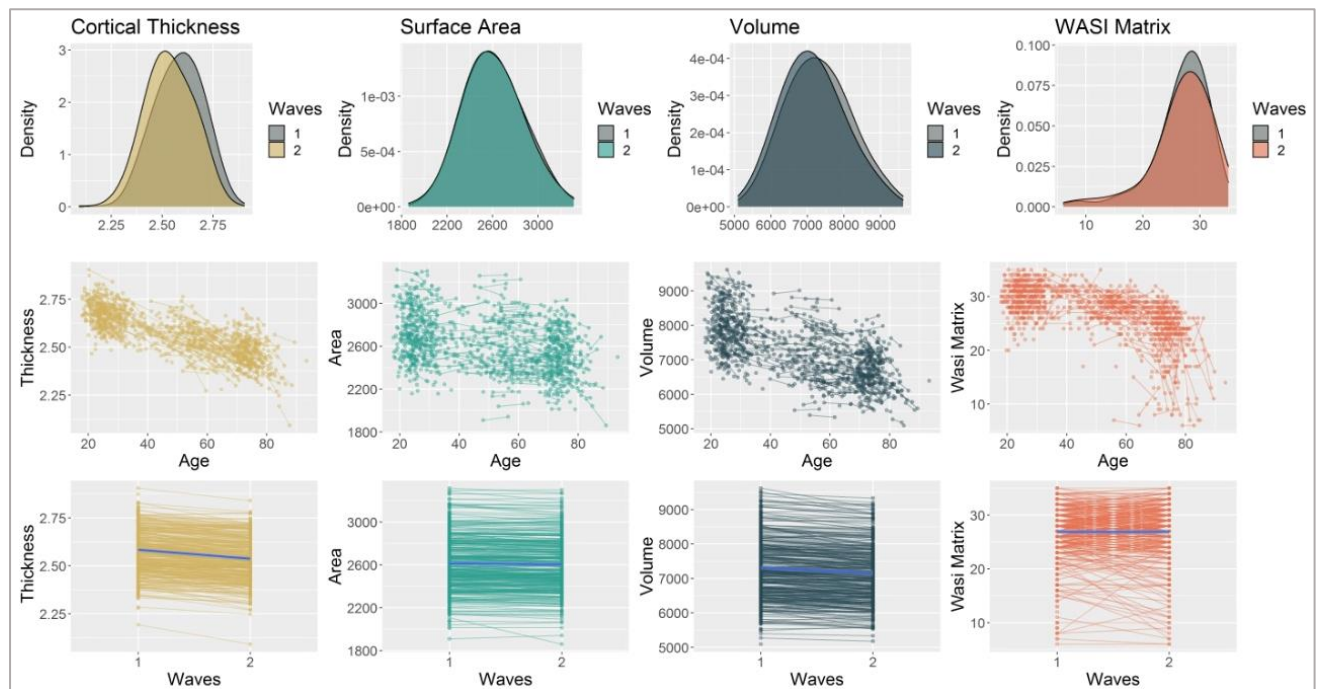 Cortical Thickness
Surface Area
Volume
WASI Matrix
3
2
1
0
Density
2.25 2.50 2.75
Waves
1
2
1e-03
5e-04
0e+00
Density
1800 2200 2600 3000
Waves
1
2
4e-04
3e-04
2e-04
1e-04
0e+00
Density
5000 6000 7000 8000 9000
Waves
1
2
0.100
0.075
0.050
0.025
0.000
Density
10 20 30
Waves
1
2
2.75
2.50
2.25
Thickness
20 40 60 80
Age
3000
2600
2200
1800
Area
20 40 60 80
Age
9000
8000
7000
6000
5000
Volume
20 40 60 80
Age
30
20
10
Wasi Matrix
20 40 60 80
Age
2.75
2.50
2.25
Thickness
1 2
Waves
3000
2600
2200
1800
Area
1 2
Waves
9000
8000
7000
6000
5000
Volume
1 2
Waves
30
20
10
Wasi Matrix
1 2
Waves